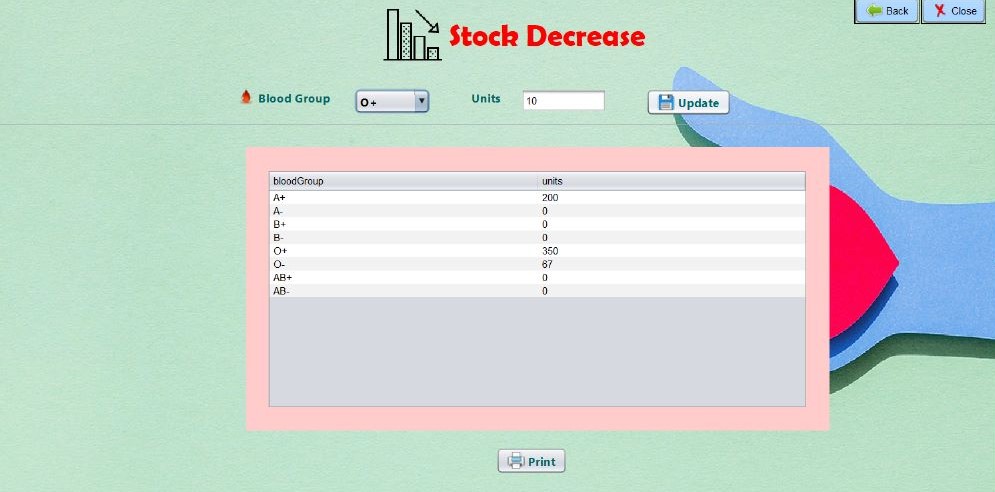 Back Close
Stock Decrease
Blood Group O+ Units 10 Update
bloodGroup units
A+ 200
A- 0
B+ 0
B- 0
O+ 350
O- 67
AB+ 0
AB- 0
Print